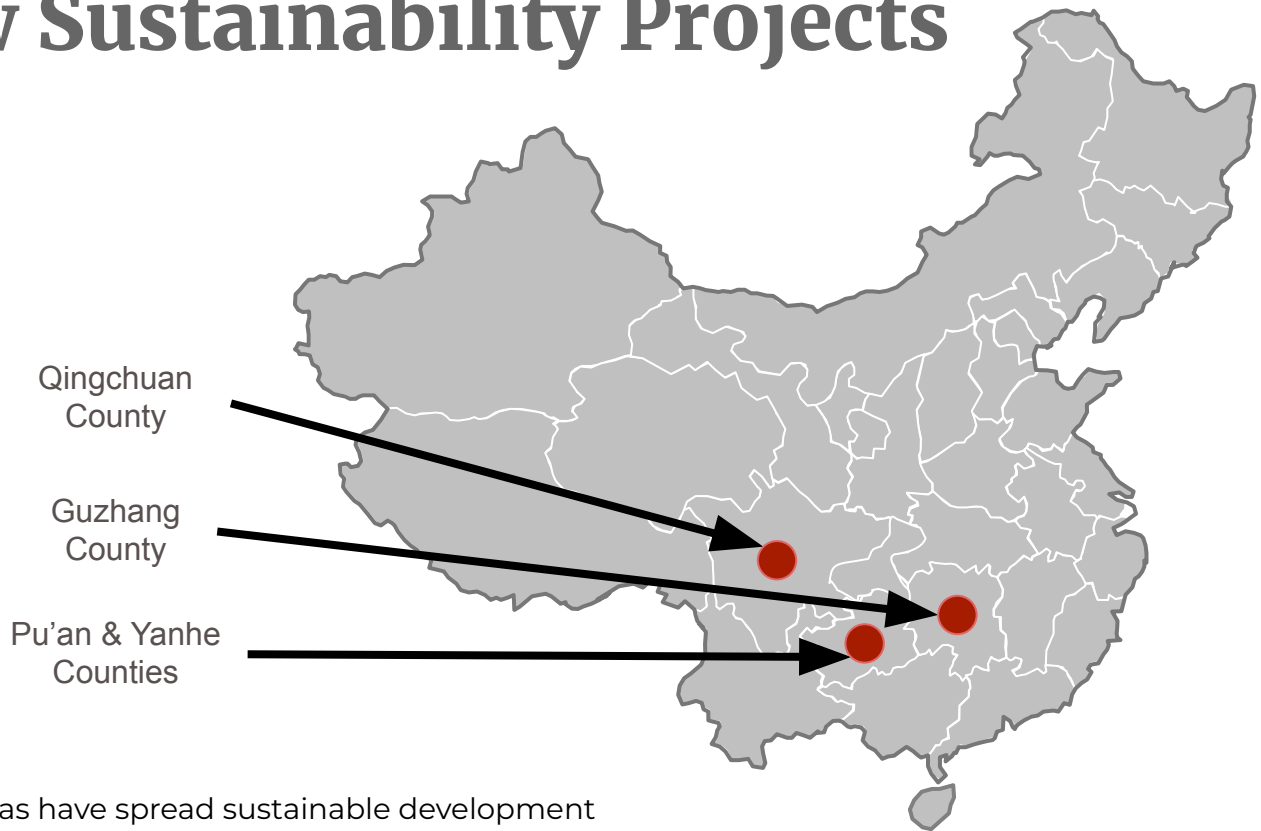 Sustainability Projects
Qingchuan
County
Guzhang
County
Pu’an & Yanhe
Counties
as have spread sustainable development